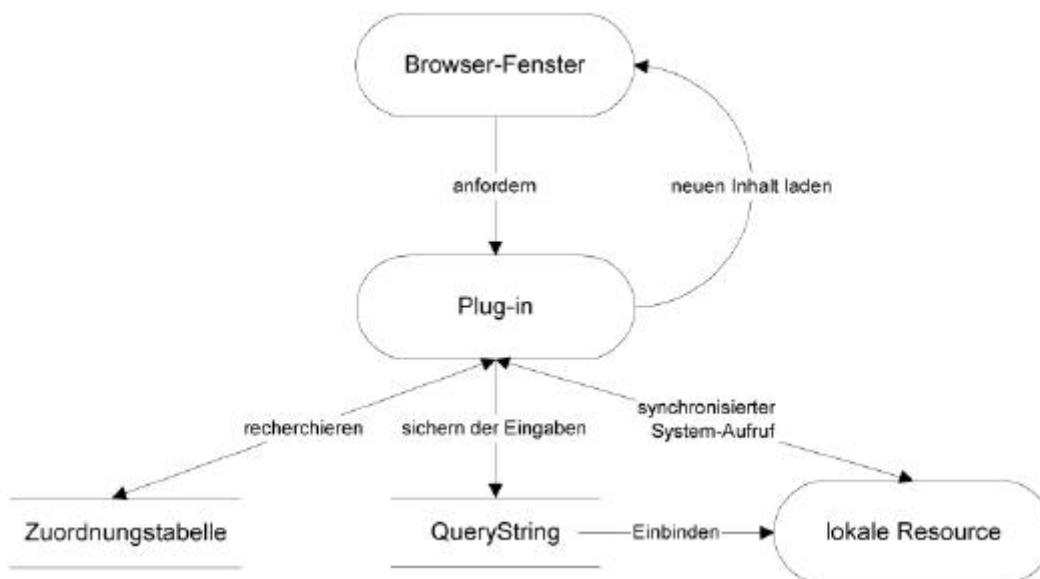 Browser-Fenster
anfordern
neuen Inhalt laden
Plug-in
recherchieren
sichern der Eingaben
synchronisierter
System-Aufruf
Zuordnungstabelle
QueryString
Einbinden
lokale Resource